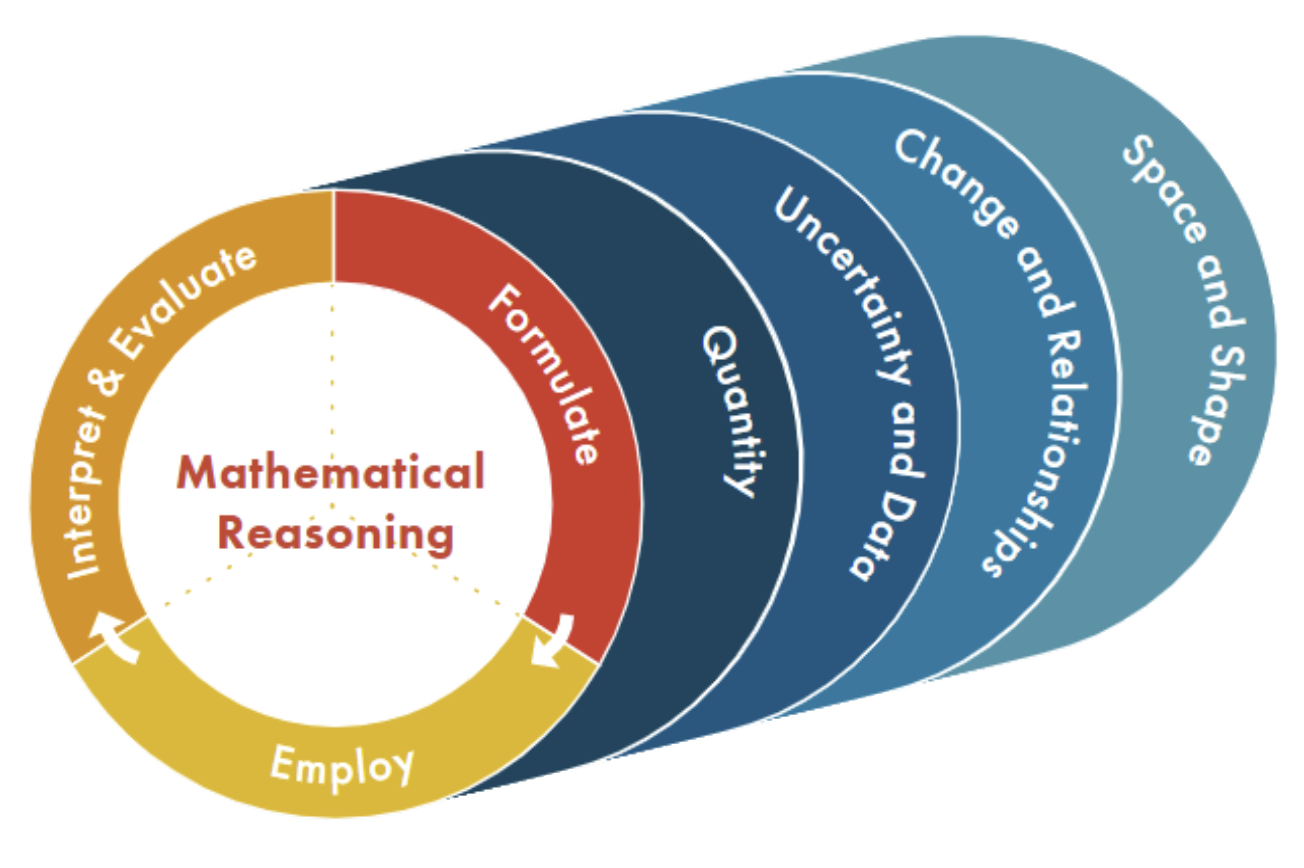 Interpret & Evaluate
Formulate
Employ
Mathematical
Reasoning
Quantity
Uncertainty and Data
Change and Relationships
Space and Shape